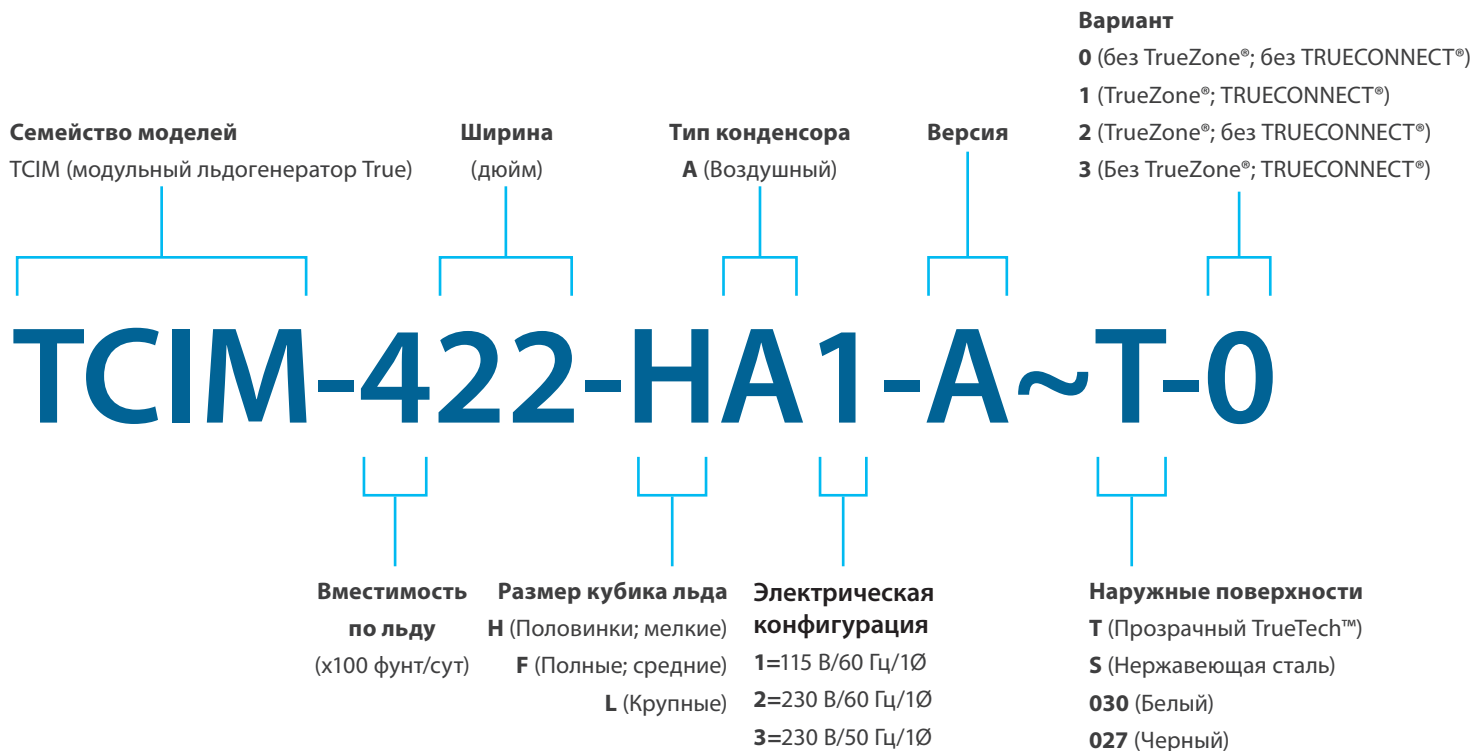 Вариант
0 (без TrueZone®; без TRUECONNECT®)
1 (TrueZone®; TRUECONNECT®)
2 (TrueZone®; без TRUECONNECT®)
3 (Без TrueZone®; TRUECONNECT®)
Семейство моделей
TCIM (модульный льдогенератор True)
Ширина
(дюйм)
Тип конденсора
A (Воздушный)
Версия
TCIM-422-HA1-A~T-0
Вместимость
по льду
(x100 фунт/сут)
Размер кубика льда
H (Половинки; мелкие)
F (Полные; средние)
L (Крупные)
Электрическая
конфигурация
1=115 В/60 Гц/1Ø
2=230 В/60 Гц/1Ø
3=230 В/50 Гц/1Ø
Наружные поверхности
T (Прозрачный TrueTech™)
S (Нержавеющая сталь)
030 (Белый)
027 (Черный)